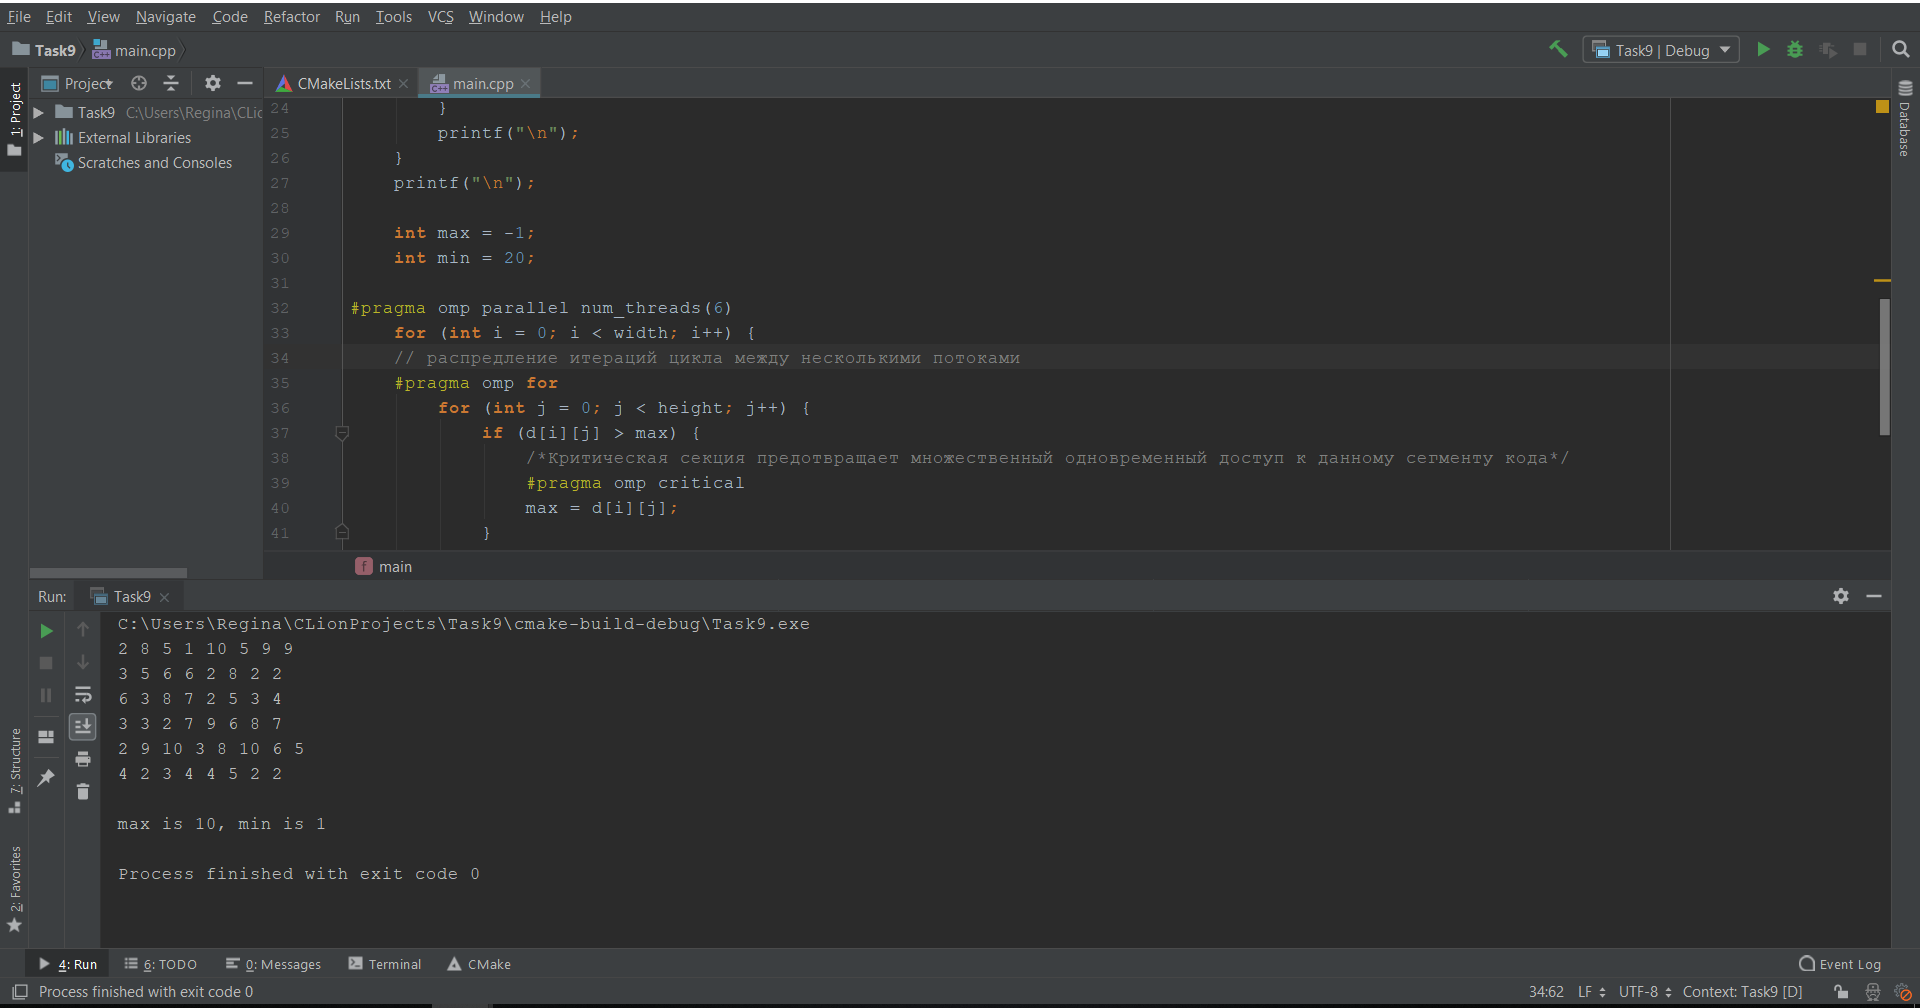 File Edit View Navigate Code Refactor Run Tools VCS Window Help
Task9 main.cpp Task9 | Debug
1: Project Project CMakeLists.txt main.cpp
Task9 C:\Users\Regina\CLic
External Libraries
Scratches and Consoles
Database
24 }
25 printf("\n");
26 }
27 printf("\n");
28
29 int max = -1;
30 int min = 20;
31
32 #pragma omp parallel num_threads(6)
33 for (int i = 0; i < width; i++) {
34 // распредление итераций цикла между несколькими потоками
35 #pragma omp for
36 for (int j = 0; j < height; j++) {
37 if (d[i][j] > max) {
38 /*Критическая секция предотвращает множественный одновременный доступ к данному сегменту кода*/
39 #pragma omp critical
40 max = d[i][j];
41 }
f main
Run: Task9
C:\Users\Regina\CLionProjects\Task9\cmake-build-debug\Task9.exe
2 8 5 1 10 5 9 9
3 5 6 6 2 8 2 2
6 3 8 7 2 5 3 4
3 3 2 7 9 6 8 7
2 9 10 3 8 10 6 5
4 2 3 4 4 5 2 2
max is 10, min is 1
Process finished with exit code 0
7: Structure
2: Favorites
4: Run 6: TODO 0: Messages Terminal CMake Event Log
Process finished with exit code 0 34:62 LF UTF-8 Context: Task9 [D]